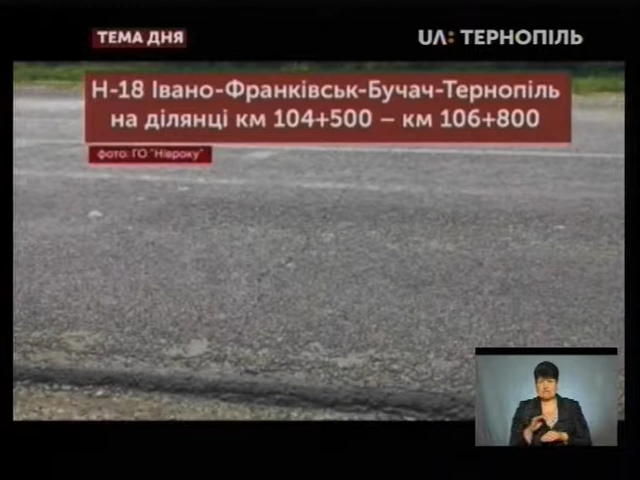 ТЕМА ДНЯ
UA: ТЕРНОПІЛЬ
Н-18 Івано-Франківськ-Бучач-Тернопіль
на ділянці км 104+500 – км 106+800
фото: ГО "Нівроку"